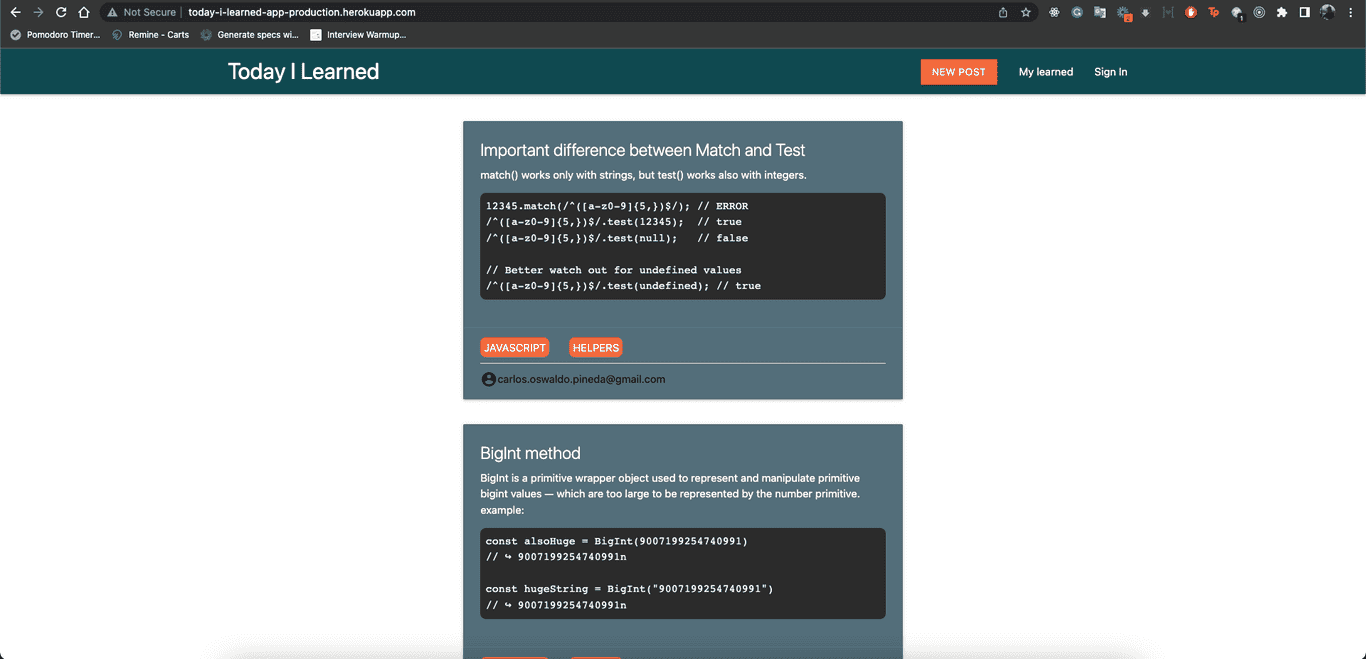 Not Secure | today-i-learned-app-production.herokuapp.com
Pomodoro Timer... Remine - Carts Generate specs wi... Interview Warmup...
Today I Learned NEW POST My learned Sign In
Important difference between Match and Test
match() works only with strings, but test() works also with integers.
12345.match(/^([a-z0-9]{5,})$/); // ERROR
/^([a-z0-9]{5,})$/.test(12345);  // true
/^([a-z0-9]{5,})$/.test(null);   // false
// Better watch out for undefined values
/^([a-z0-9]{5,})$/.test(undefined); // true
JAVASCRIPT HELPERS
carlos.oswaldo.pineda@gmail.com
BigInt method
BigInt is a primitive wrapper object used to represent and manipulate primitive
bigint values — which are too large to be represented by the number primitive.
example:
const alsoHuge = BigInt(9007199254740991)
// ↪ 9007199254740991n
const hugeString = BigInt("9007199254740991")
// ↪ 9007199254740991n